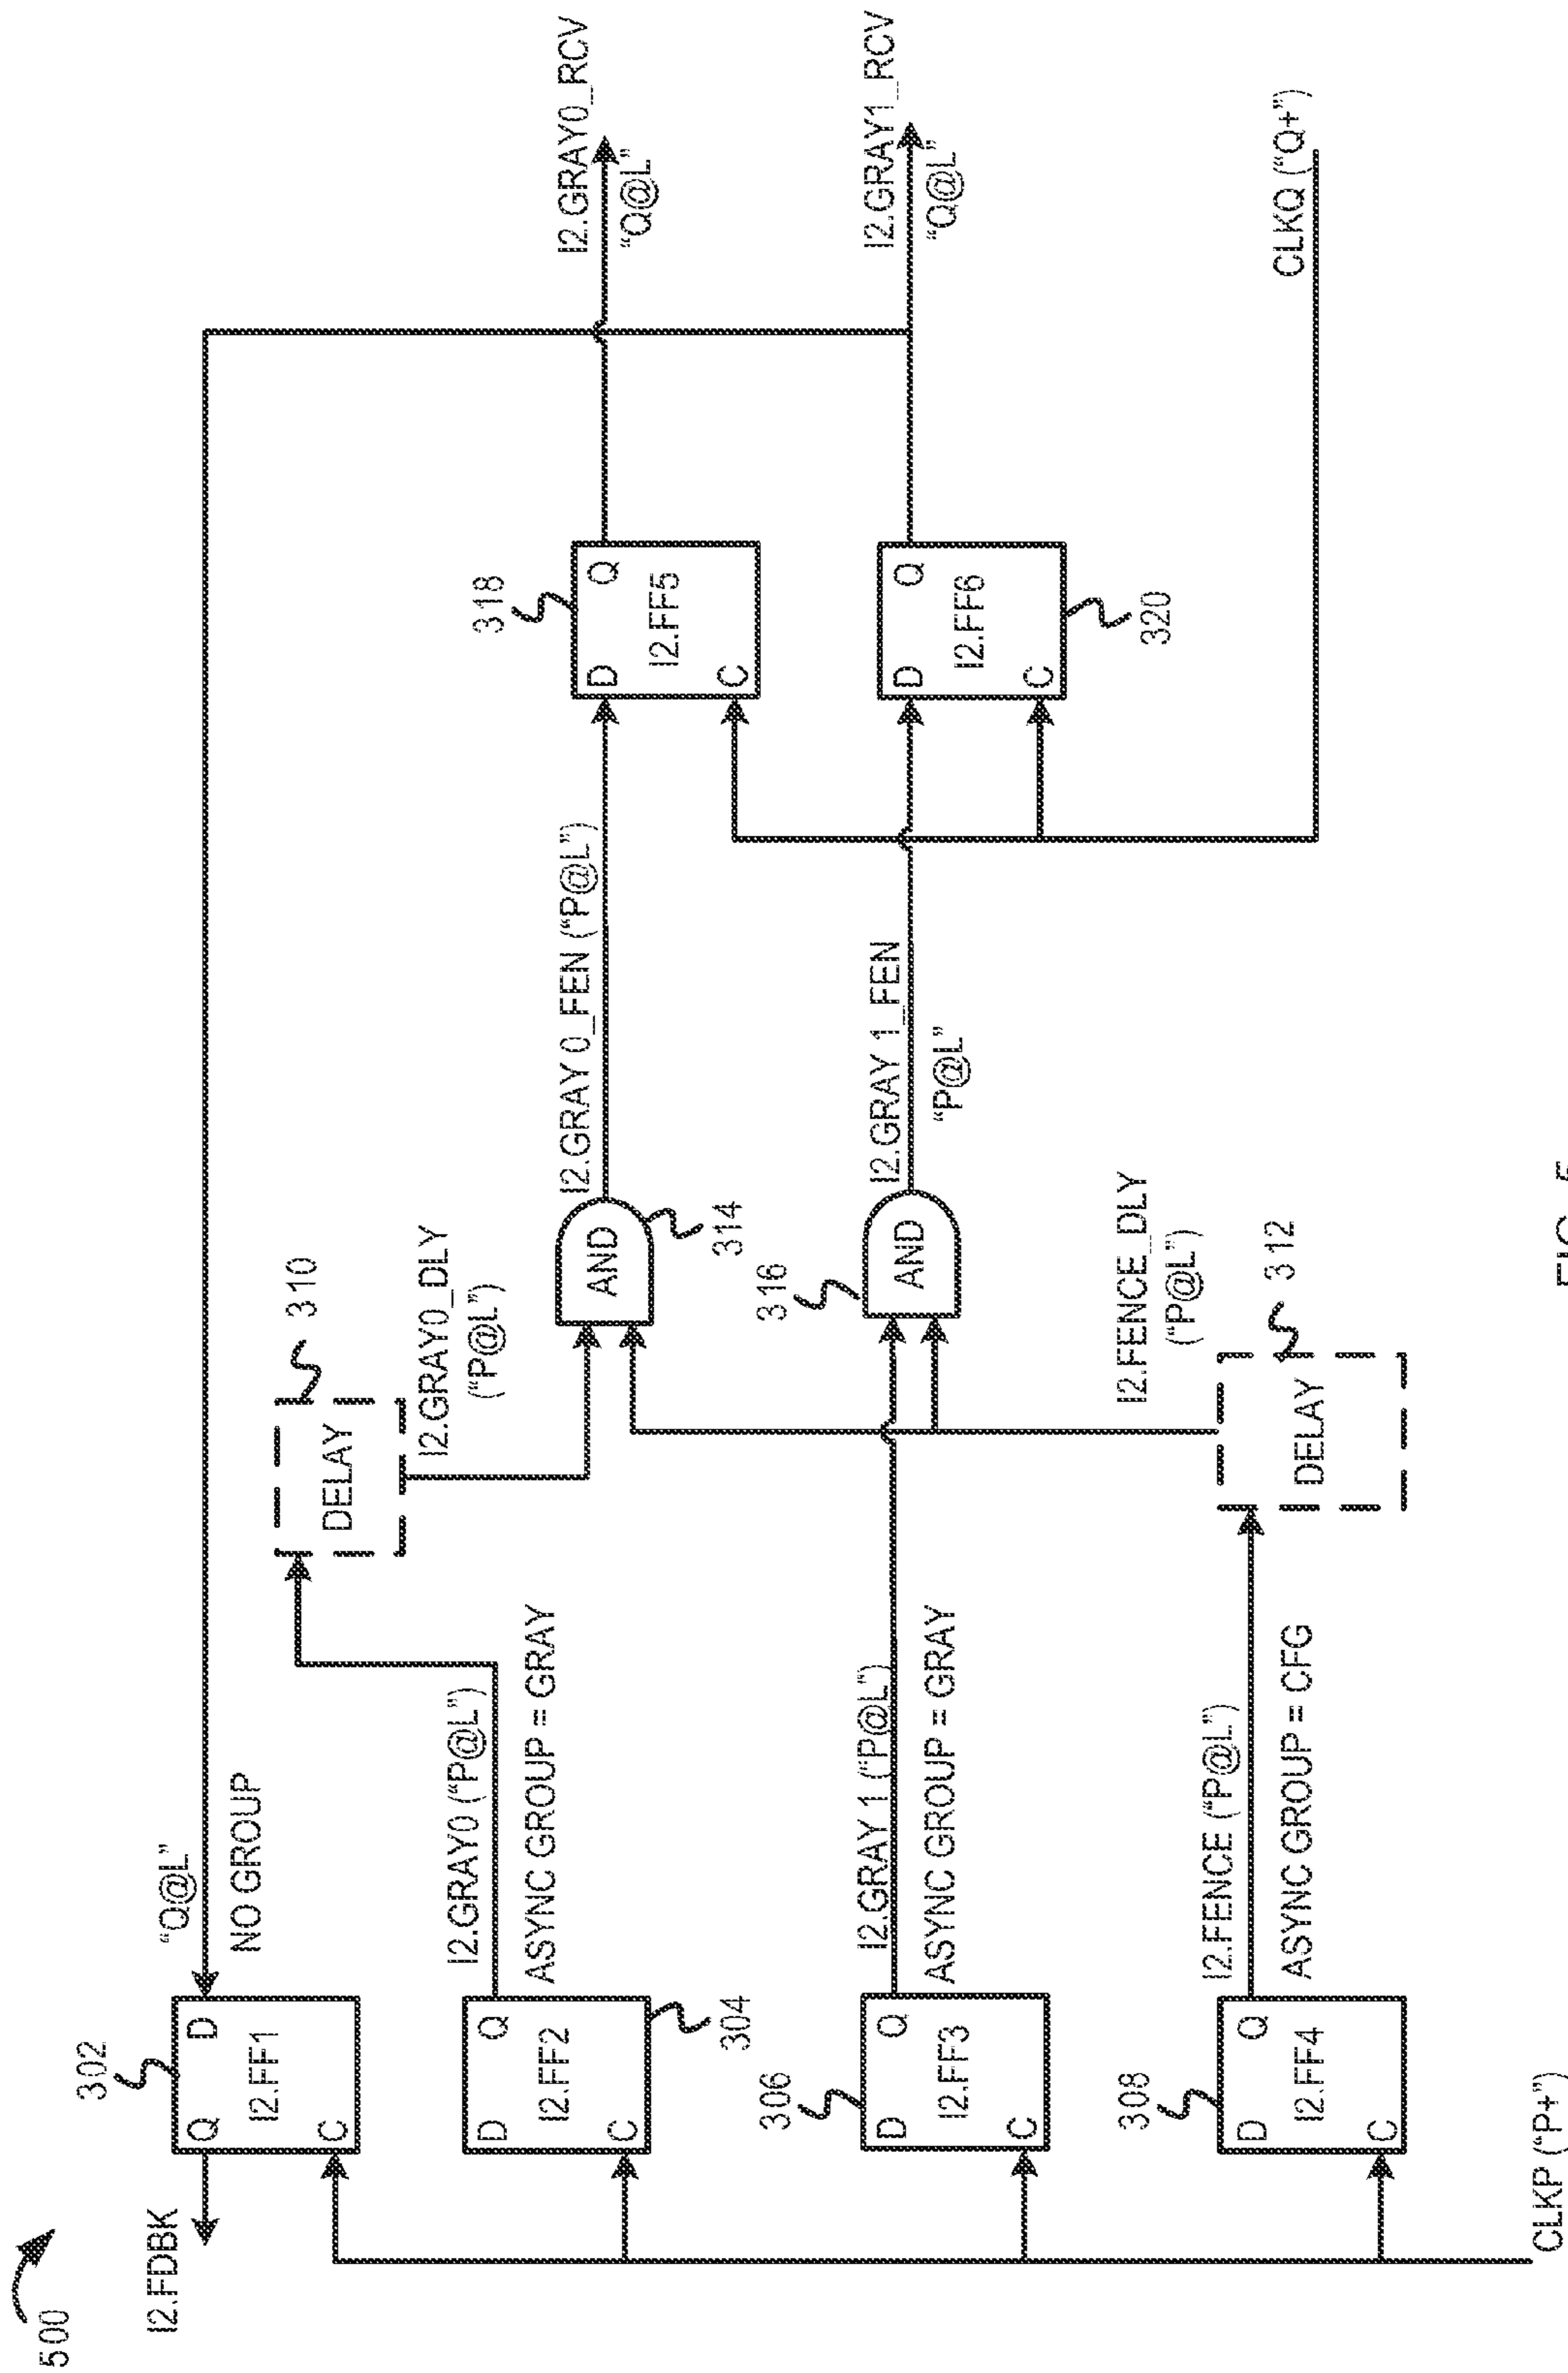 500
I2.FDBK
302
Q
D
I2.FF1
C
"Q@L"
NO GROUP
D
Q
I2.FF2
C
304
I2.GRAY0 ("P@L")
ASYNC GROUP = GRAY
306
D
Q
I2.FF3
C
I2.GRAY 1 ("P@L")
ASYNC GROUP = GRAY
308
D
Q
I2.FF4
C
I2.FENCE ("P@L")
ASYNC GROUP = CFG
CLKP ("P+")
DELAY
310
I2.GRAY0_DLY
("P@L")
DELAY
312
I2.FENCE_DLY
("P@L")
AND
314
AND
316
I2.GRAY 0_FEN ("P@L")
I2.GRAY 1_FEN
"P@L"
318
D
Q
I2.FF5
C
D
Q
I2.FF6
C
320
I2.GRAY0_RCV
"Q@L"
I2.GRAY1_RCV
"Q@L"
CLKQ ("Q+")
FIG. 5